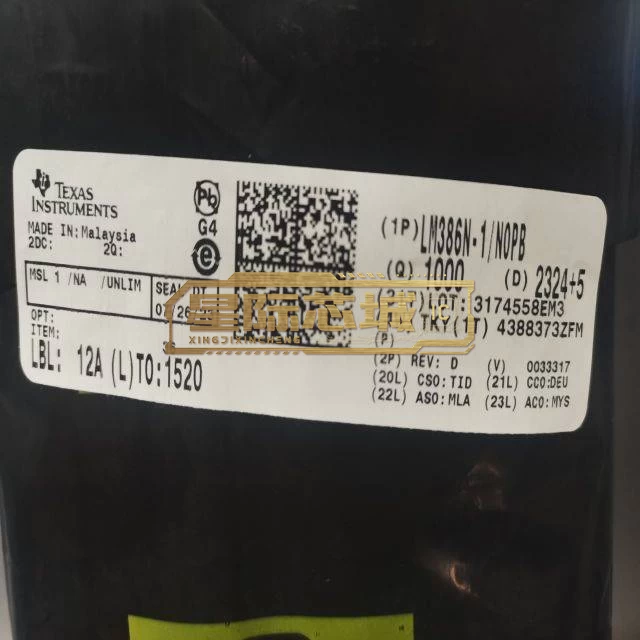 TEXAS
INSTRUMENTS
MADE IN: Malaysia
2DC: 2Q:
Pb
G4
e
MSL 1 /NA /UNLIM
SEAL DT
OPT:
ITEM:
LBL: 12A (L)TO:1520
(1P) LM386N-1/NOPB
(Q) 1000 (D) 2324+5
LOT: 3174558EM3
TKY(1T) 4388373ZFM
(P)
(2P) REV: D (V) 0033317
(20L) CSO:TID (21L) CCO:DEU
(22L) ASO:MLA (23L) ACO:MYS
星际芯城